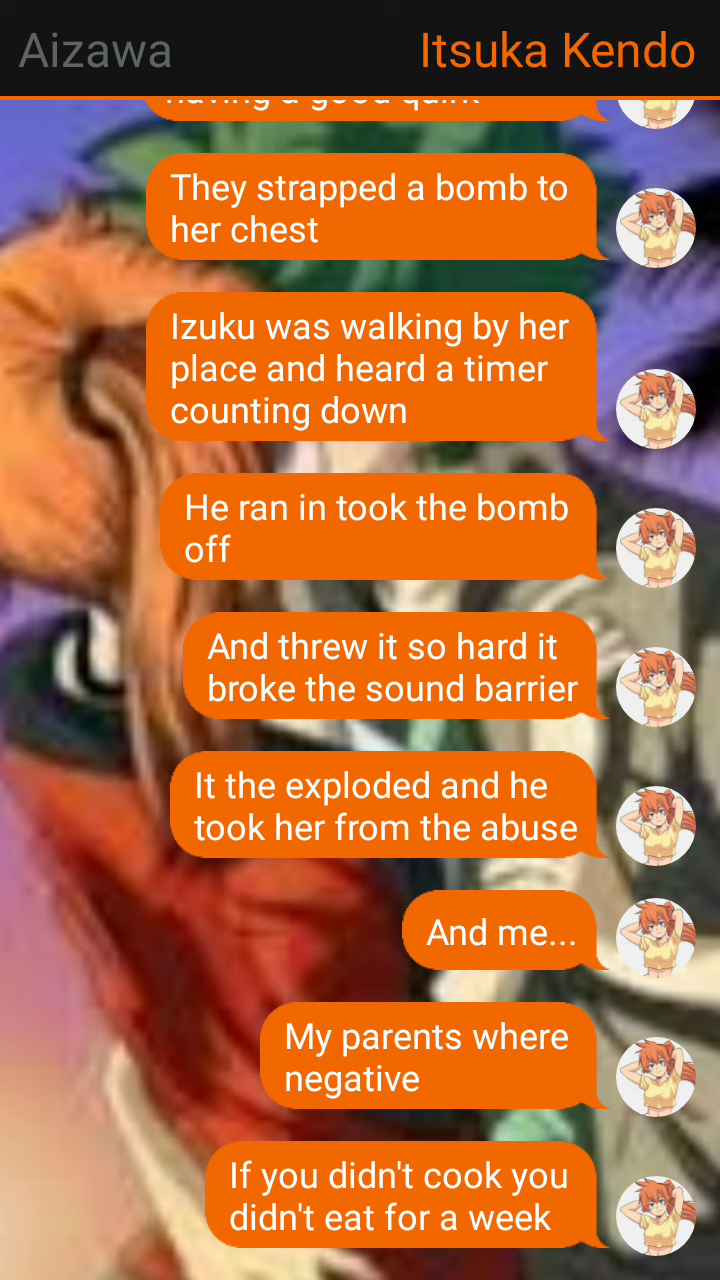 Aizawa
Itsuka Kendo
having a good quirk
They strapped a bomb to
her chest
Izuku was walking by her
place and heard a timer
counting down
He ran in took the bomb
off
And threw it so hard it
broke the sound barrier
It the exploded and he
took her from the abuse
And me...
My parents where
negative
If you didn't cook you
didn't eat for a week